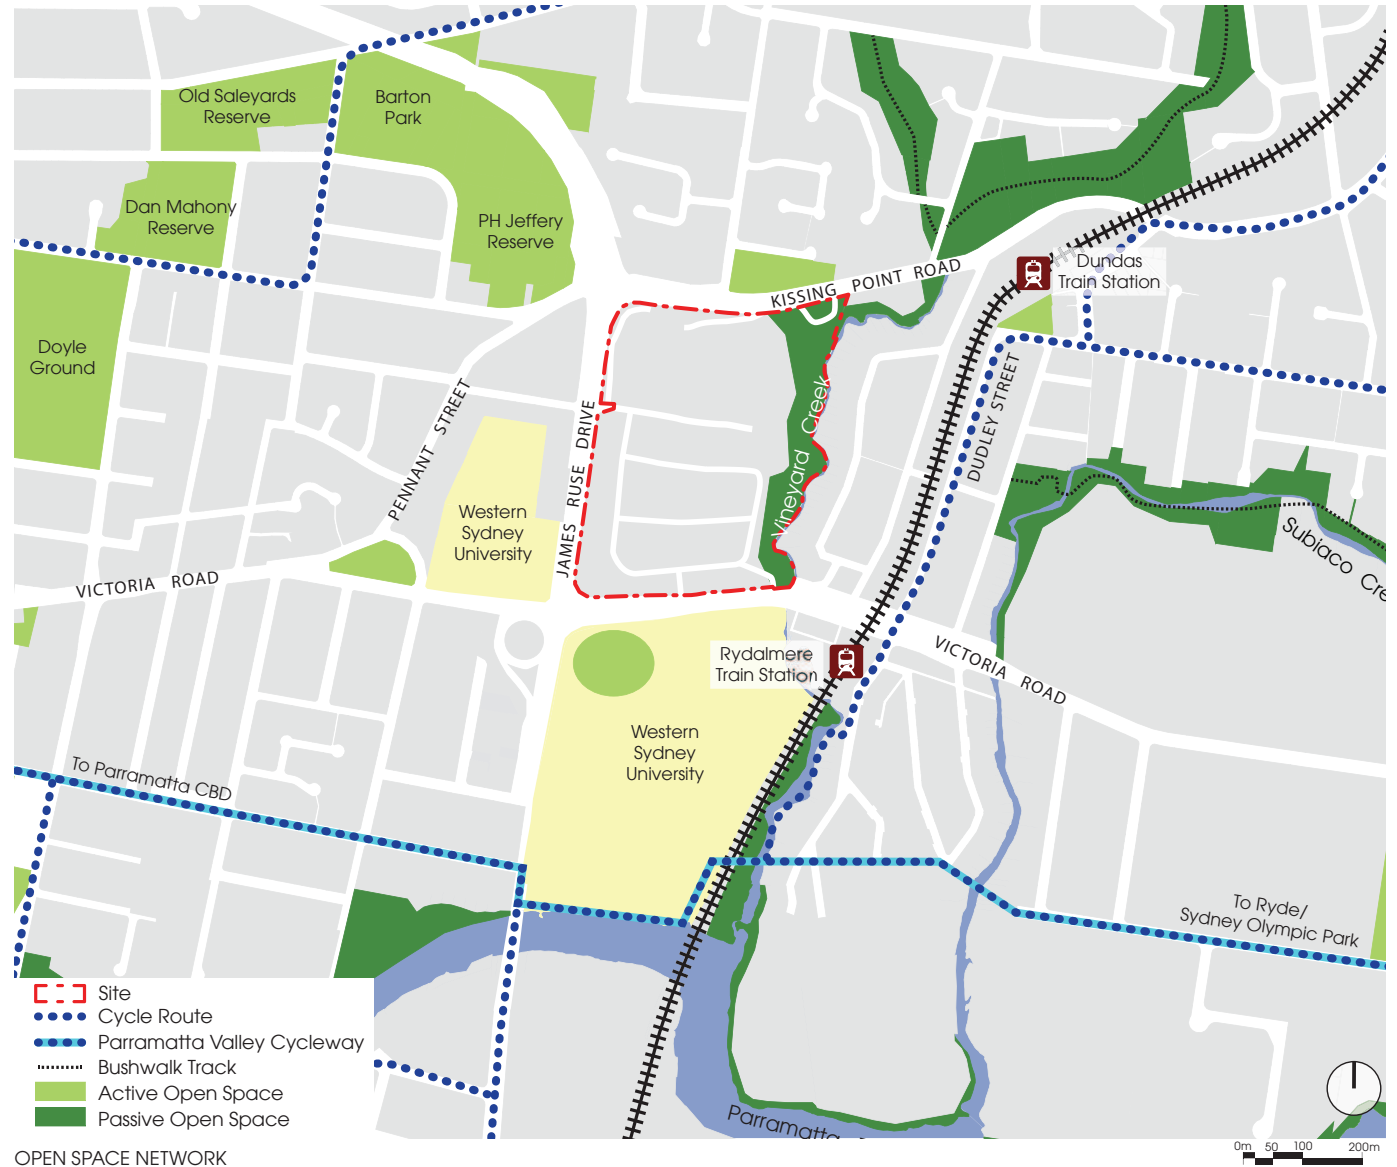 Old Saleyards
Reserve
Barton
Park
Dan Mahony
Reserve
PH Jeffery
Reserve
KISSING POINT ROAD
Dundas
Train Station
Doyle
Ground
PENNANT STREET
JAMES RUSE DRIVE
Vineyard Creek
DUDLEY STREET
Western
Sydney
University
Subiaco Cre
VICTORIA ROAD
Rydalmere
Train Station
VICTORIA ROAD
Western
Sydney
University
To Parramatta CBD
To Ryde/
Sydney Olympic Park
Site
Cycle Route
Parramatta Valley Cycleway
Bushwalk Track
Active Open Space
Passive Open Space
Parramatta
OPEN SPACE NETWORK
0m 50 100 200m